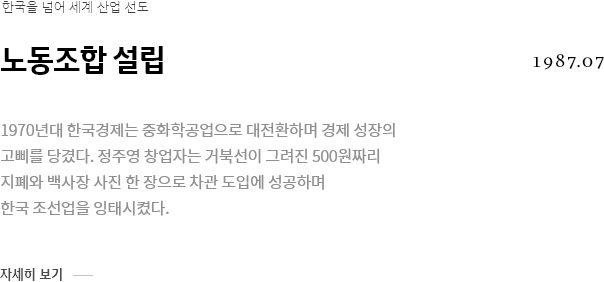 한국을 넘어 세계 산업 선도
노동조합 설립
1987.07
1970년대 한국경제는 중화학공업으로 대전환하며 경제 성장의
고삐를 당겼다. 정주영 창업자는 거북선이 그려진 500원짜리
지폐와 백사장 사진 한 장으로 차관 도입에 성공하며
한국 조선업을 잉태시켰다.
자세히 보기